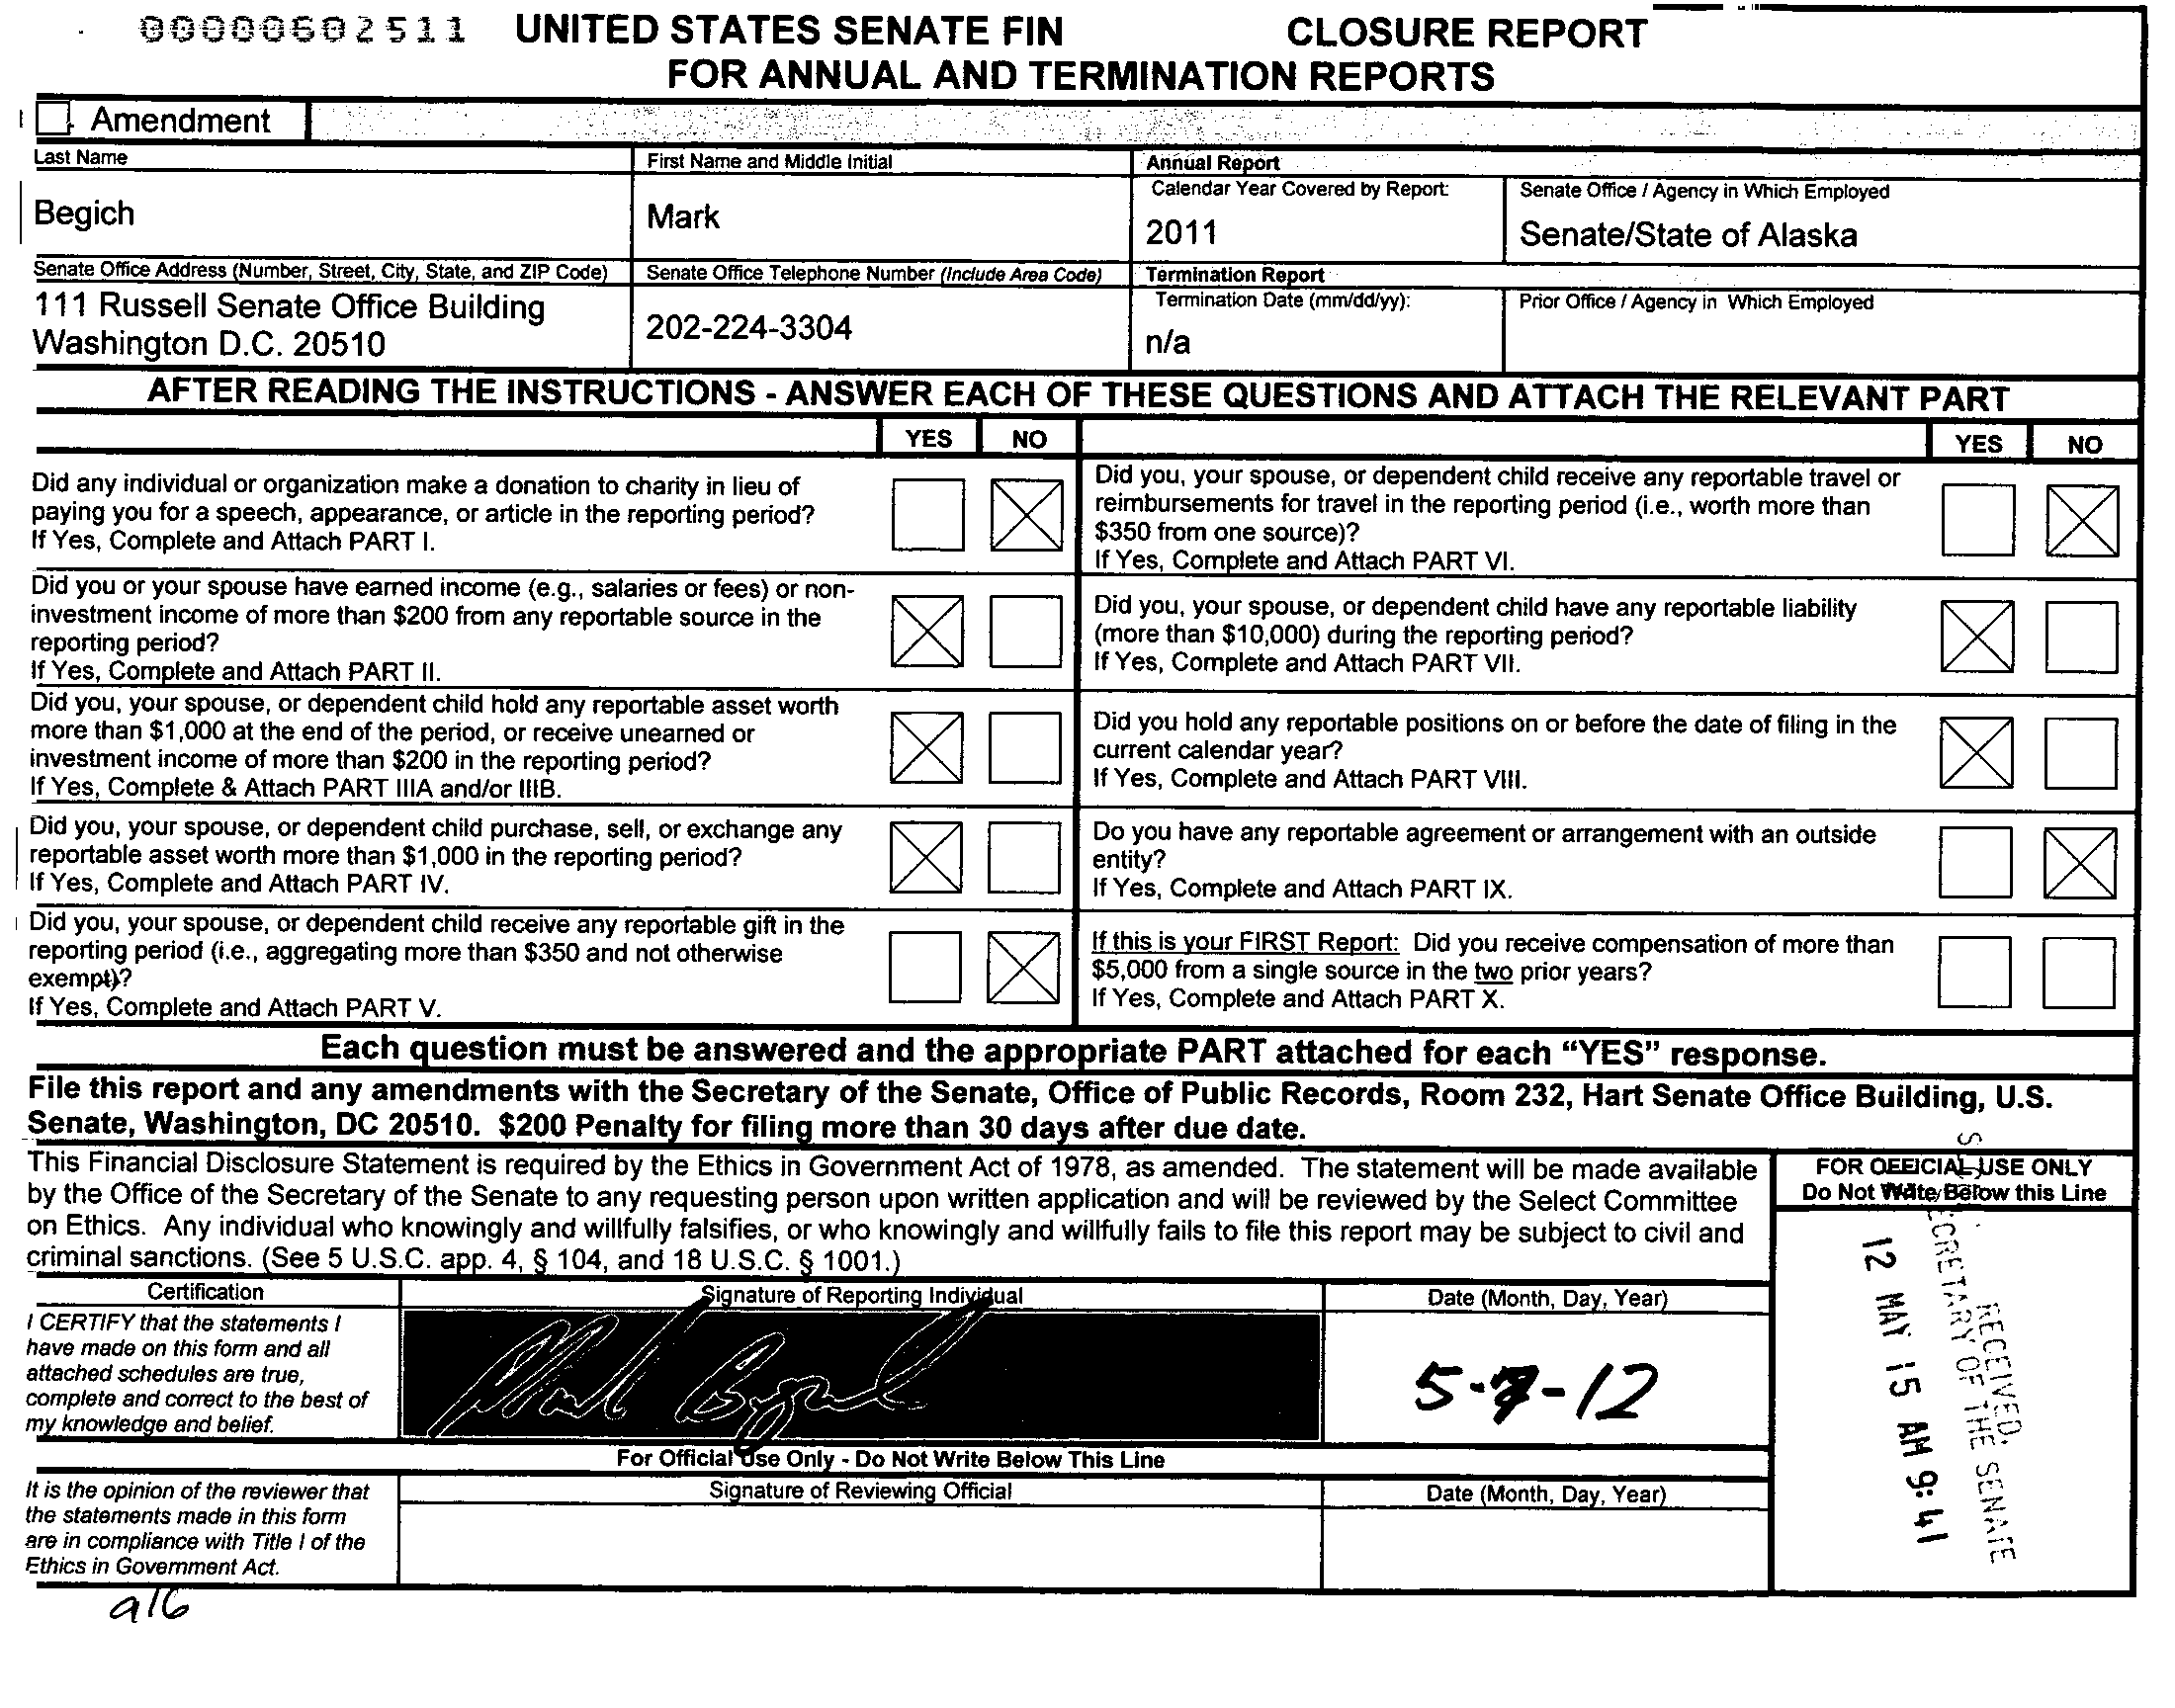 00000602511
UNITED STATES SENATE FIN CLOSURE REPORT
FOR ANNUAL AND TERMINATION REPORTS
Amendment
Last Name
Begich
First Name and Middle Initial
Mark
Annual Report
Calendar Year Covered by Report:
2011
Senate Office / Agency in Which Employed
Senate/State of Alaska
Senate Office Address (Number, Street, City, State, and ZIP Code)
111 Russell Senate Office Building
Washington D.C. 20510
Senate Office Telephone Number (Include Area Code)
202-224-3304
Termination Report
Termination Date (mm/dd/yy):
n/a
Prior Office / Agency in Which Employed
AFTER READING THE INSTRUCTIONS - ANSWER EACH OF THESE QUESTIONS AND ATTACH THE RELEVANT PART
YES NO
Did any individual or organization make a donation to charity in lieu of
paying you for a speech, appearance, or article in the reporting period?
If Yes, Complete and Attach PART I.
Did you or your spouse have earned income (e.g., salaries or fees) or non-
investment income of more than $200 from any reportable source in the
reporting period?
If Yes, Complete and Attach PART II.
Did you, your spouse, or dependent child hold any reportable asset worth
more than $1,000 at the end of the period, or receive unearned or
investment income of more than $200 in the reporting period?
If Yes, Complete & Attach PART IIIA and/or IIIB.
Did you, your spouse, or dependent child purchase, sell, or exchange any
reportable asset worth more than $1,000 in the reporting period?
If Yes, Complete and Attach PART IV.
Did you, your spouse, or dependent child receive any reportable gift in the
reporting period (i.e., aggregating more than $350 and not otherwise
exempt)?
If Yes, Complete and Attach PART V.
YES NO
Did you, your spouse, or dependent child receive any reportable travel or
reimbursements for travel in the reporting period (i.e., worth more than
$350 from one source)?
If Yes, Complete and Attach PART VI.
Did you, your spouse, or dependent child have any reportable liability
(more than $10,000) during the reporting period?
If Yes, Complete and Attach PART VII.
Did you hold any reportable positions on or before the date of filing in the
current calendar year?
If Yes, Complete and Attach PART VIII.
Do you have any reportable agreement or arrangement with an outside
entity?
If Yes, Complete and Attach PART IX.
If this is your FIRST Report: Did you receive compensation of more than
$5,000 from a single source in the two prior years?
If Yes, Complete and Attach PART X.
Each question must be answered and the appropriate PART attached for each “YES” response.
File this report and any amendments with the Secretary of the Senate, Office of Public Records, Room 232, Hart Senate Office Building, U.S.
Senate, Washington, DC 20510. $200 Penalty for filing more than 30 days after due date.
This Financial Disclosure Statement is required by the Ethics in Government Act of 1978, as amended. The statement will be made available
by the Office of the Secretary of the Senate to any requesting person upon written application and will be reviewed by the Select Committee
on Ethics. Any individual who knowingly and willfully falsifies, or who knowingly and willfully fails to file this report may be subject to civil and
criminal sanctions. (See 5 U.S.C. app. 4, § 104, and 18 U.S.C. § 1001.)
FOR OFFICIAL USE ONLY
Do Not Write Below this Line
SECRETARY OF THE SENATE
RECEIVED
12 MAY 15 AM 9:41
Certification
I CERTIFY that the statements I
have made on this form and all
attached schedules are true,
complete and correct to the best of
my knowledge and belief.
Signature of Reporting Individual
Mark Begich
Date (Month, Day, Year)
5-7-12
For Official Use Only - Do Not Write Below This Line
It is the opinion of the reviewer that
the statements made in this form
are in compliance with Title I of the
Ethics in Government Act.
Signature of Reviewing Official
Date (Month, Day, Year)
a16